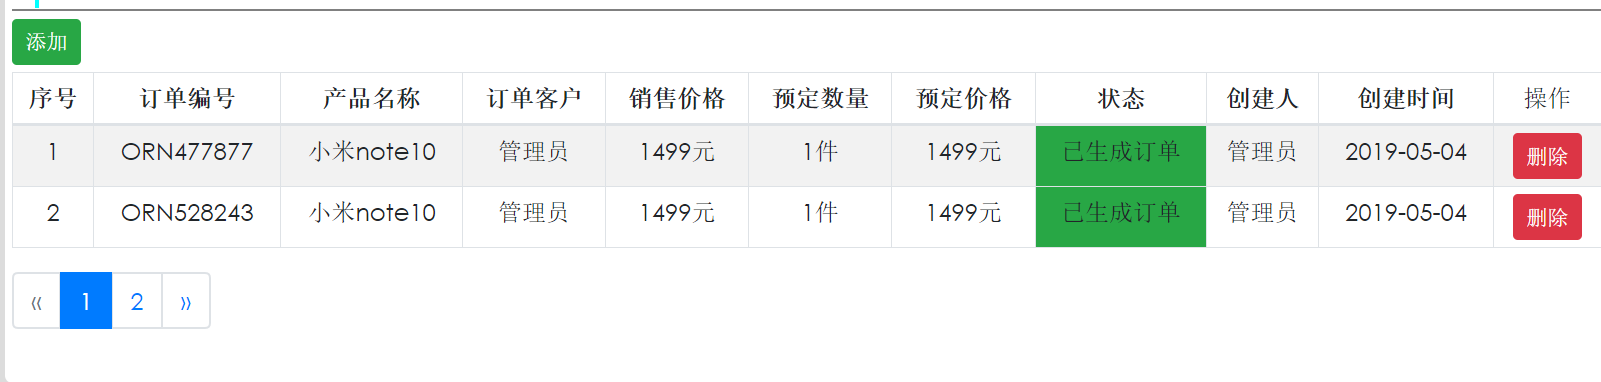 添加
序号 订单编号 产品名称 订单客户 销售价格 预定数量 预定价格 状态 创建人 创建时间 操作
1 ORN477877 小米note10 管理员 1499元 1件 1499元 已生成订单 管理员 2019-05-04 删除
2 ORN528243 小米note10 管理员 1499元 1件 1499元 已生成订单 管理员 2019-05-04 删除
« 1 2 »